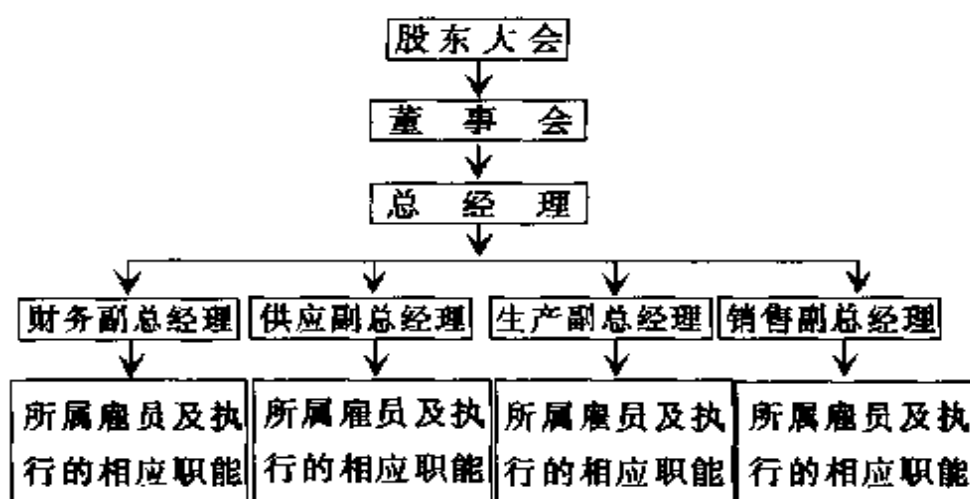 股东大会
董事会
总经理
财务副总经理
供应副总经理
生产副总经理
销售副总经理
所属雇员及执
行的相应职能
所属雇员及执
行的相应职能
所属雇员及执
行的相应职能
所属雇员及执
行的相应职能